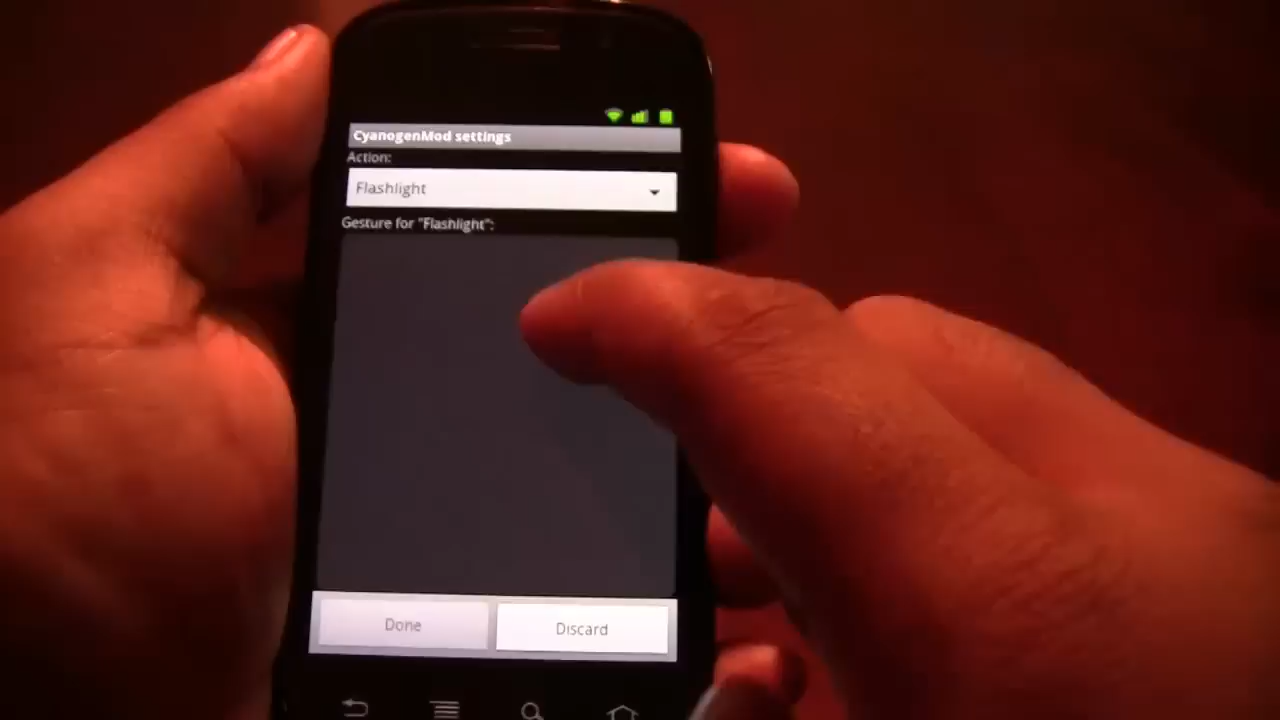 CyanogenMod settings
Action:
Flashlight
Gesture for "Flashlight":
Done
Discard